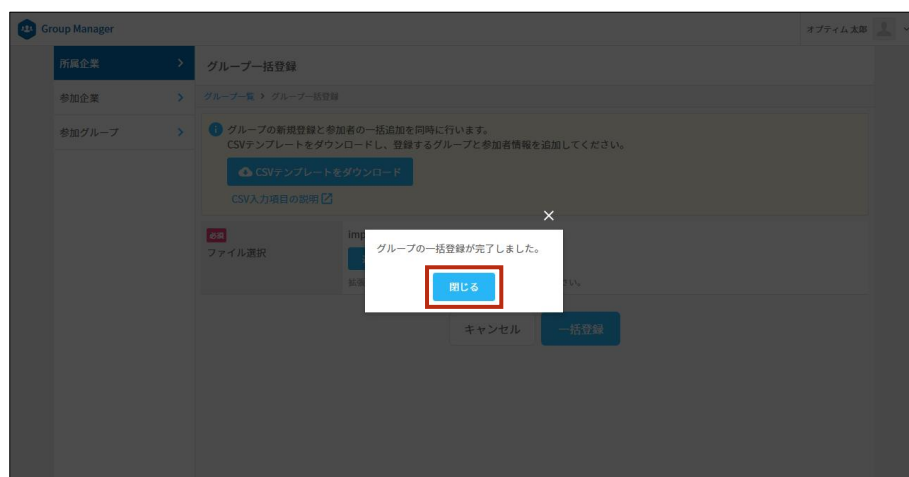 Group Manager
オプティム 太郎
所属企業
参加企業
参加グループ
グループ一括登録
グループ一覧 > グループ一括登録
グループの新規登録と参加者の一括追加を同時に行います。
CSVテンプレートをダウンロードし、登録するグループと参加者情報を追加してください。
CSVテンプレートをダウンロード
CSV入力項目の説明
必須
ファイル選択
imp
グループの一括登録が完了しました。
閉じる
さい。
キャンセル
一括登録